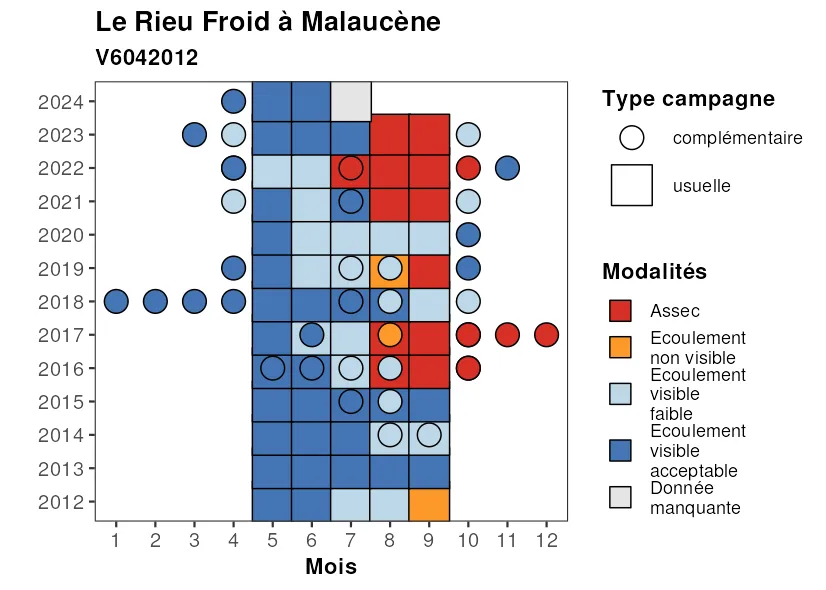 Le Rieu Froid à Malaucène
V6042012
2024
2023
2022
2021
2020
2019
2018
2017
2016
2015
2014
2013
2012
1 2 3 4 5 6 7 8 9 10 11 12
Mois
Type campagne
complémentaire
usuelle
Modalités
Assec
Ecoulement
non visible
Ecoulement
visible
faible
Ecoulement
visible
acceptable
Donnée
manquante